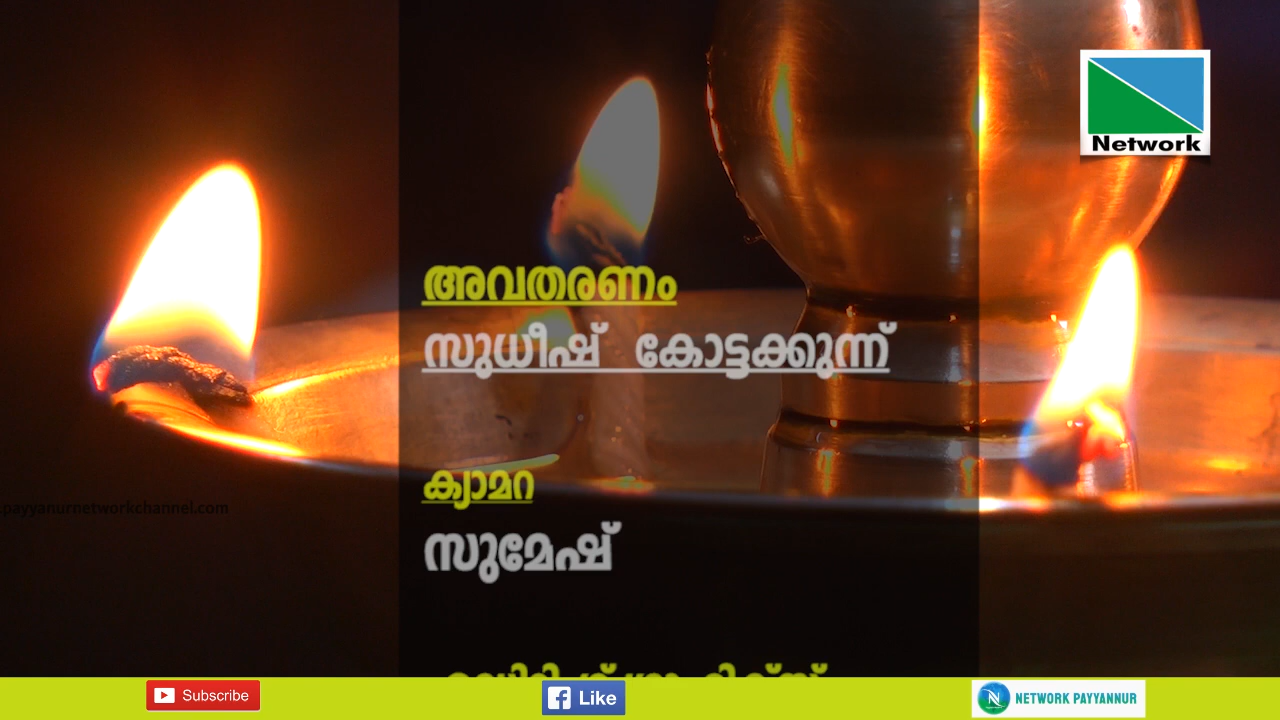 Network
അവതരണം
സുധീഷ് കോട്ടക്കുന്ന്
ക്യാമറ
payyanurnetworkchannel.com
സുമേഷ്
Subscribe
Like
NETWORK PAYYANNUR